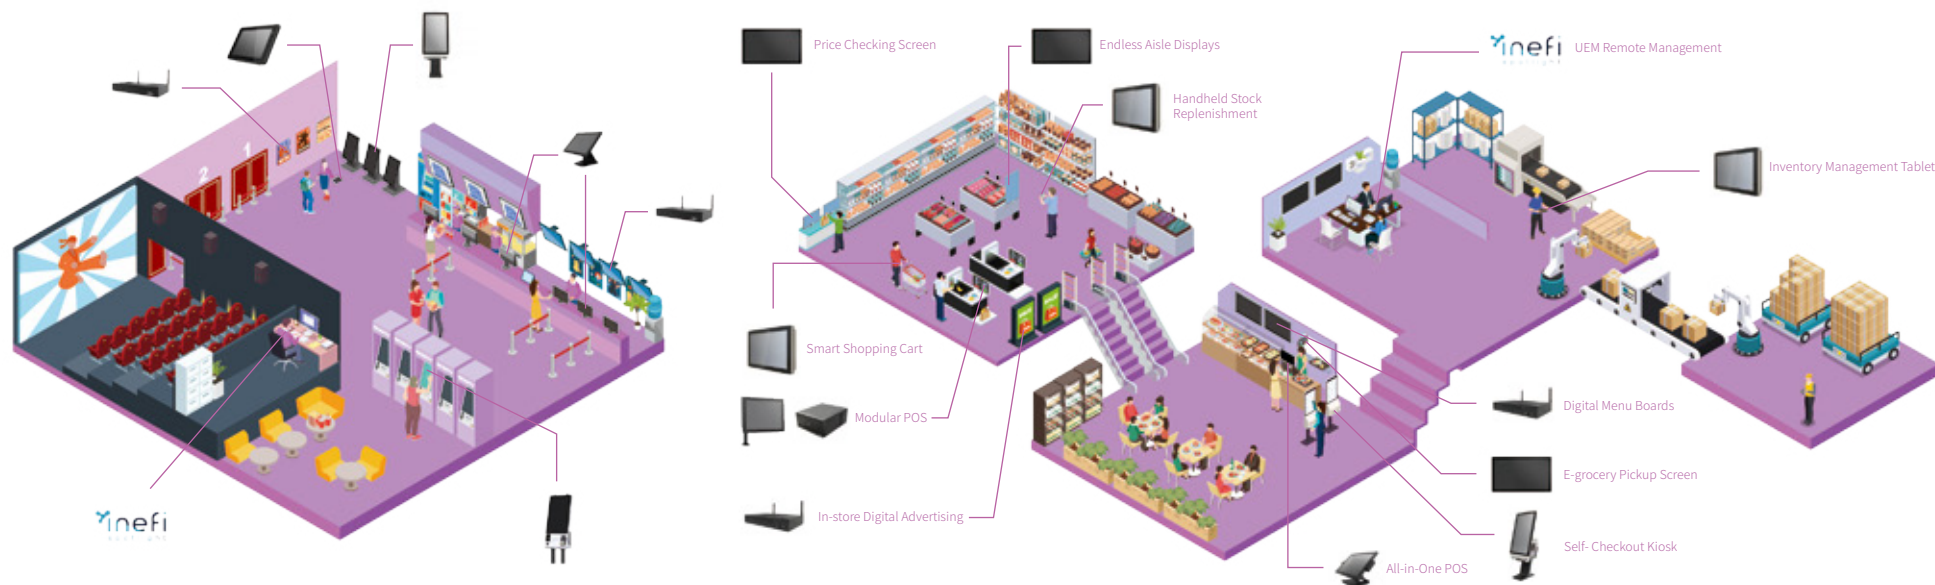 2
1
inefi
Price Checking Screen
Endless Aisle Displays
Handheld Stock
Replenishment
Smart Shopping Cart
Modular POS
In-store Digital Advertising
inefi
UEM Remote Management
Inventory Management Tablet
Digital Menu Boards
E-grocery Pickup Screen
Self- Checkout Kiosk
All-in-One POS